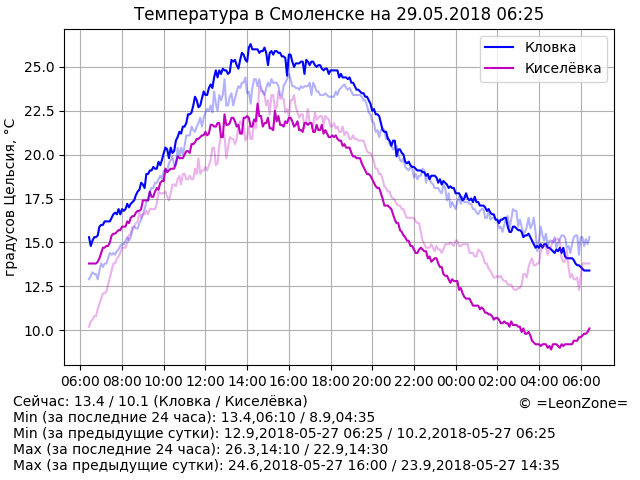 Температура в Смоленске на 29.05.2018 06:25
Кловка
Киселёвка
градусов Цельсия, °C
25.0
22.5
20.0
17.5
15.0
12.5
10.0
06:00 08:00 10:00 12:00 14:00 16:00 18:00 20:00 22:00 00:00 02:00 04:00 06:00
Сейчас: 13.4 / 10.1 (Кловка / Киселёвка)
© =LeonZone=
Min (за последние 24 часа): 13.4,06:10 / 8.9,04:35
Min (за предыдущие сутки): 12.9,2018-05-27 06:25 / 10.2,2018-05-27 06:25
Max (за последние 24 часа): 26.3,14:10 / 22.9,14:30
Max (за предыдущие сутки): 24.6,2018-05-27 16:00 / 23.9,2018-05-27 14:35